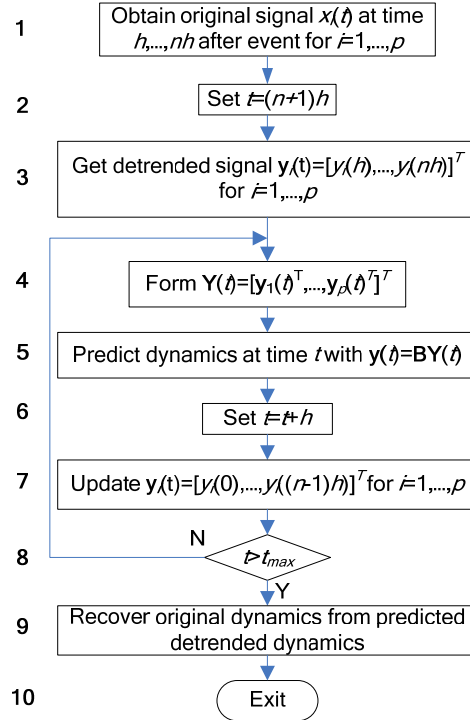 1
Obtain original signal xᵢ(t) at time
h,...,nh after event for i=1,...,p
2
Set t=(n+1)h
3
Get detrended signal yᵢ(t)=[yᵢ(h),...,yᵢ(nh)]ᵀ
for i=1,...,p
4
Form Y(t)=[y₁(t)ᵀ,...,yₚ(t)ᵀ]ᵀ
5
Predict dynamics at time t with y(t)=BY(t)
6
Set t=t+h
7
Update yᵢ(t)=[yᵢ(0),...,yᵢ((n-1)h)]ᵀ for i=1,...,p
N
8
t>tₘₐₓ
Y
9
Recover original dynamics from predicted
detrended dynamics
10
Exit